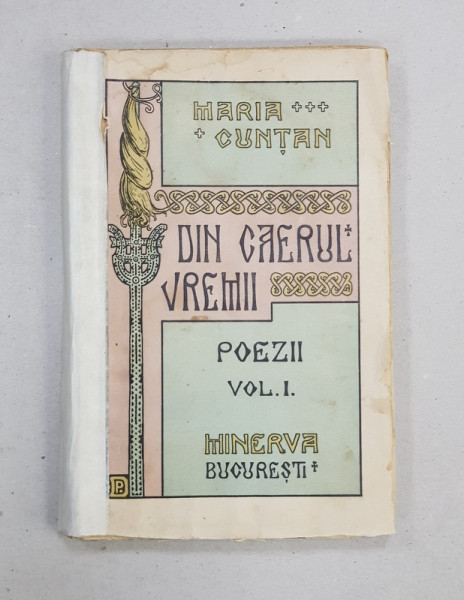 MARIA
CUNȚAN
DIN CAERUL
VREMII
POEZII
VOL. I.
MINERVA
BUCUREȘTI